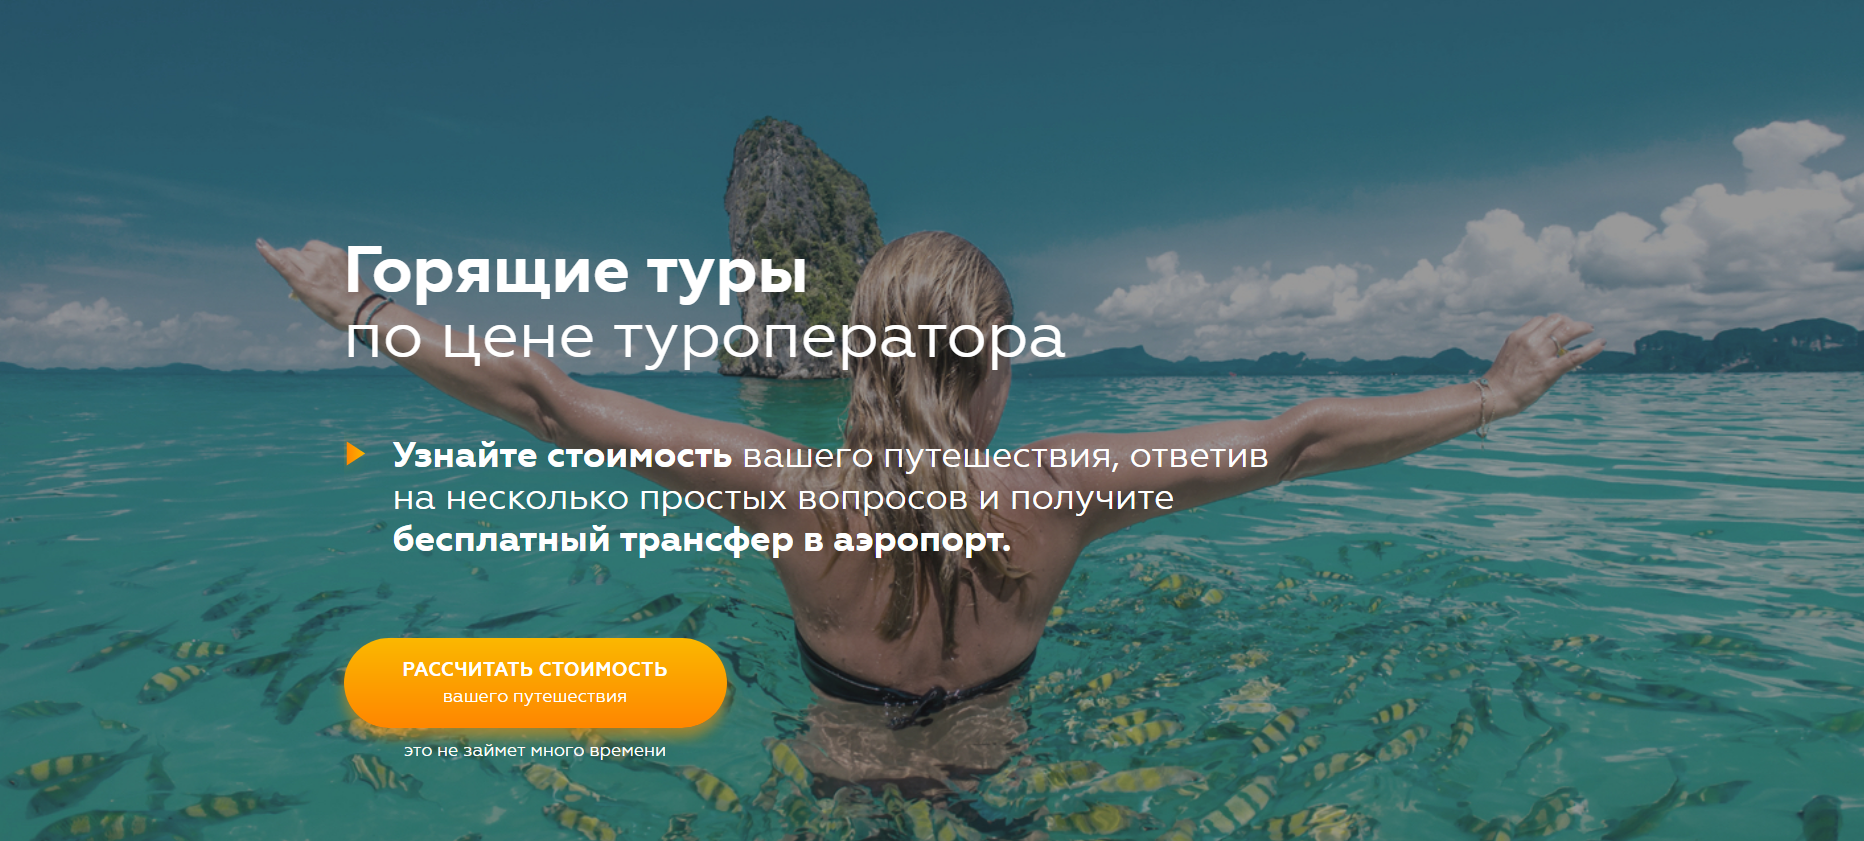 Горящие туры
по цене туроператора
Узнайте стоимость вашего путешествия, ответив
на несколько простых вопросов и получите
бесплатный трансфер в аэропорт.
РАССЧИТАТЬ СТОИМОСТЬ
вашего путешествия
это не займет много времени